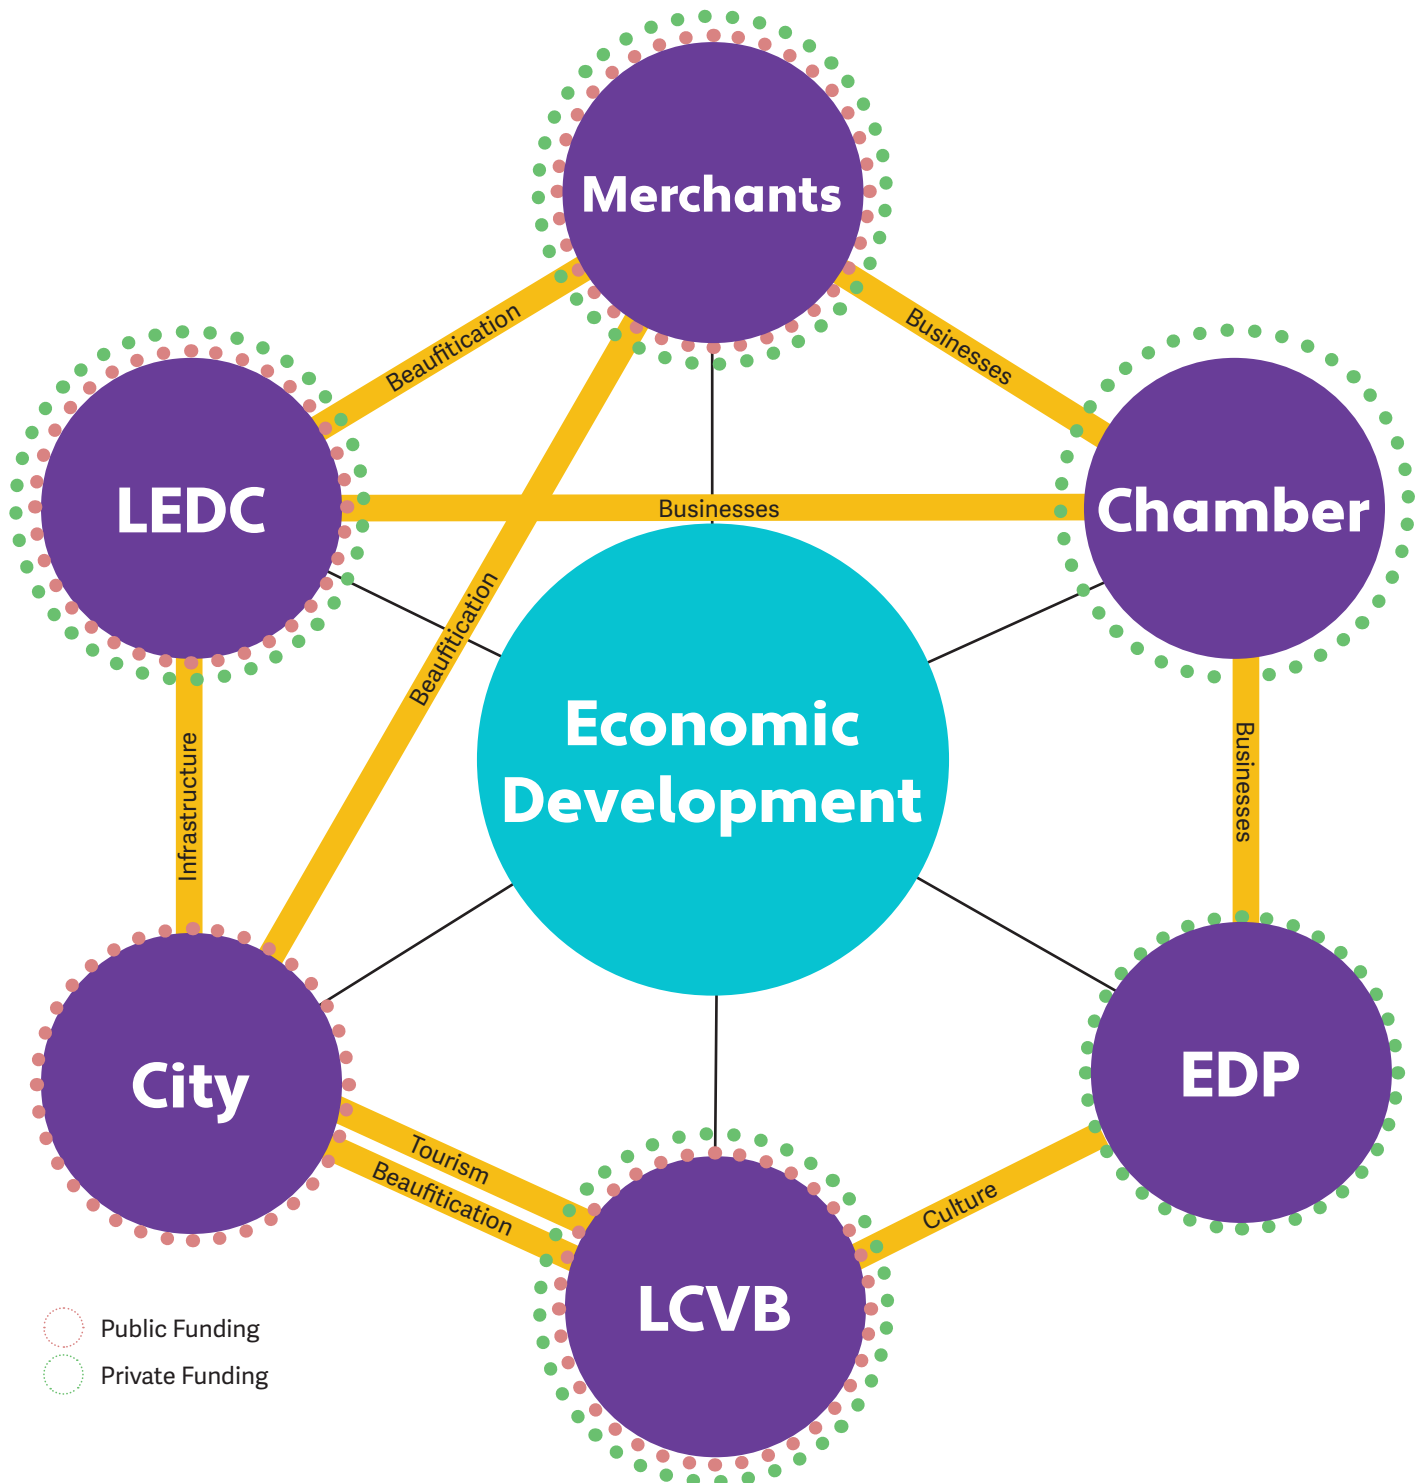 Merchants
Beaufitication
Businesses
LEDC
Businesses
Chamber
Beaufitication
Economic
Development
Infrastructure
Businesses
City
EDP
Tourism
Beaufitication
Culture
LCVB
Public Funding
Private Funding